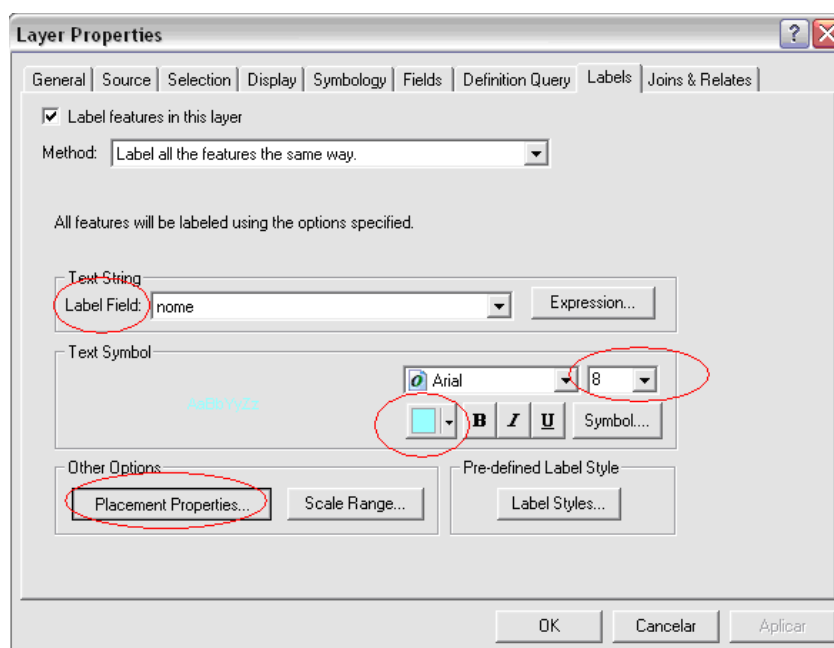 Layer Properties
General Source Selection Display Symbology Fields Definition Query Labels Joins & Relates
Label features in this layer
Method: Label all the features the same way.
All features will be labeled using the options specified.
Text String
Label Field: nome Expression...
Text Symbol
AaBbYyZz
Arial 8
B I U Symbol....
Other Options
Placement Properties... Scale Range...
Pre-defined Label Style
Label Styles...
OK Cancelar Aplicar